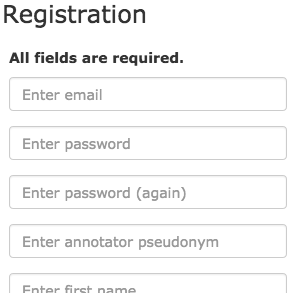 Registration
All fields are required.
Enter email
Enter password
Enter password (again)
Enter annotator pseudonym
Enter first name